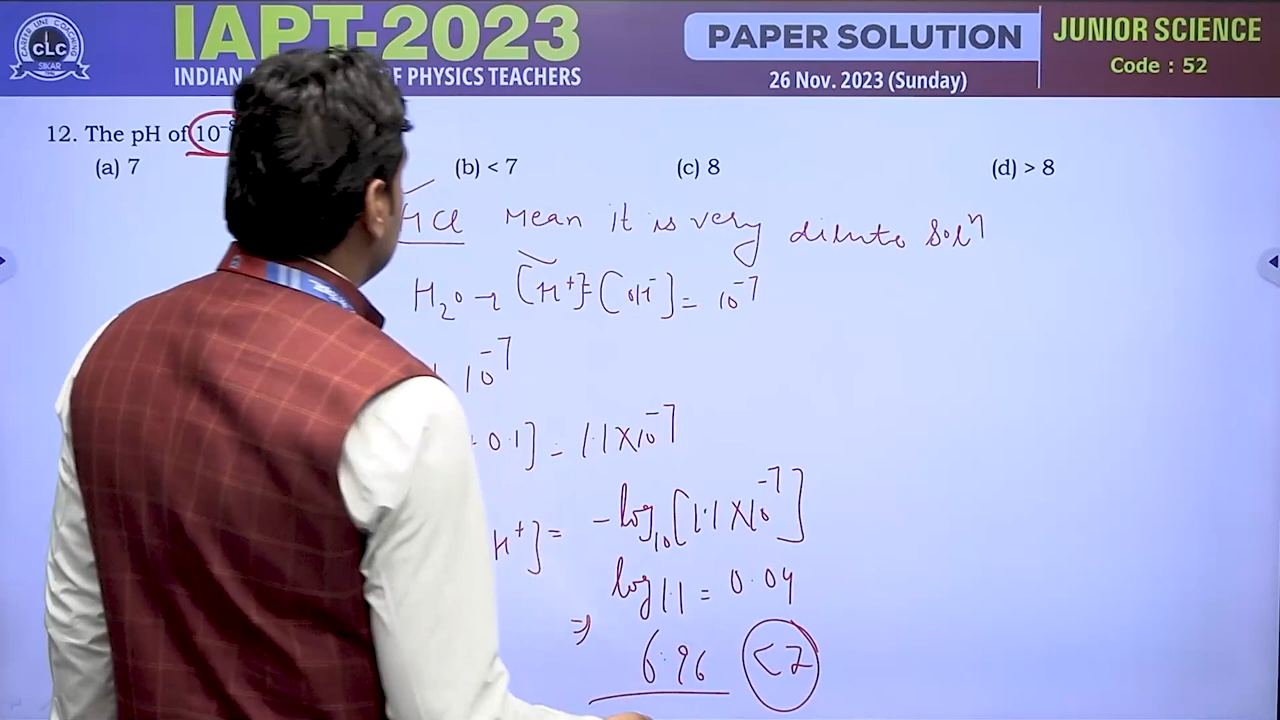 CAREER LINE COACHING
CLC
SIKAR
IAPT-2023
INDIAN F PHYSICS TEACHERS
PAPER SOLUTION
26 Nov. 2023 (Sunday)
JUNIOR SCIENCE
Code : 52
12. The pH of 10⁻⁸
(a) 7 (b) < 7 (c) 8 (d) > 8
HCl Mean it is very dilute Solⁿ
H₂O → [H⁺]=[OH⁻] = 10⁻⁷
+ 10⁻⁷
+ 0.1] = 1.1 X 10⁻⁷
H⁺] = - log₁₀ [1.1 X 10⁻⁷]
log 1.1 = 0.04
⇒ 6.96 <7